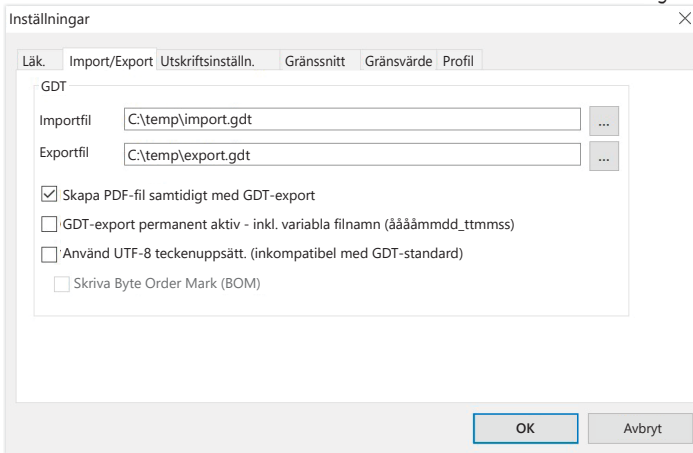 Inställningar
Läk. Import/Export Utskriftsinställn. Gränssnitt Gränsvärde Profil
GDT
Importfil C:\temp\import.gdt ...
Exportfil C:\temp\export.gdt ...
Skapa PDF-fil samtidigt med GDT-export
GDT-export permanent aktiv - inkl. variabla filnamn (ååååmmdd_ttmmss)
Använd UTF-8 teckenuppsätt. (inkompatibel med GDT-standard)
Skriva Byte Order Mark (BOM)
OK Avbryt